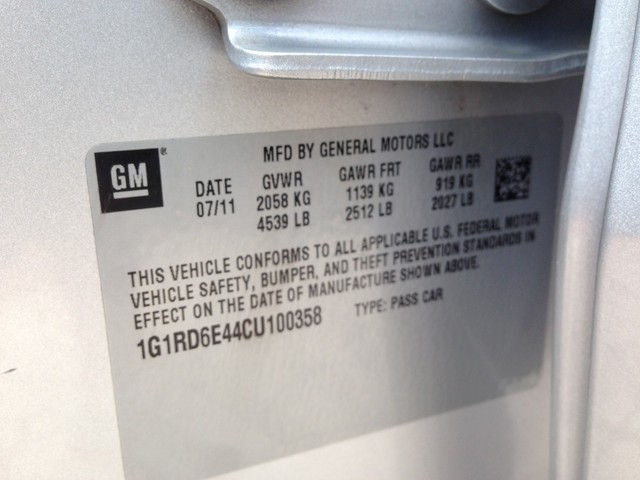 GM®
MFD BY GENERAL MOTORS LLC
DATE GVWR GAWR FRT GAWR RR
07/11 2058 KG 1139 KG 919 KG
4539 LB 2512 LB 2027 LB
THIS VEHICLE CONFORMS TO ALL APPLICABLE U.S. FEDERAL MOTOR
VEHICLE SAFETY, BUMPER, AND THEFT PREVENTION STANDARDS IN
EFFECT ON THE DATE OF MANUFACTURE SHOWN ABOVE.
1G1RD6E44CU100358 TYPE: PASS CAR